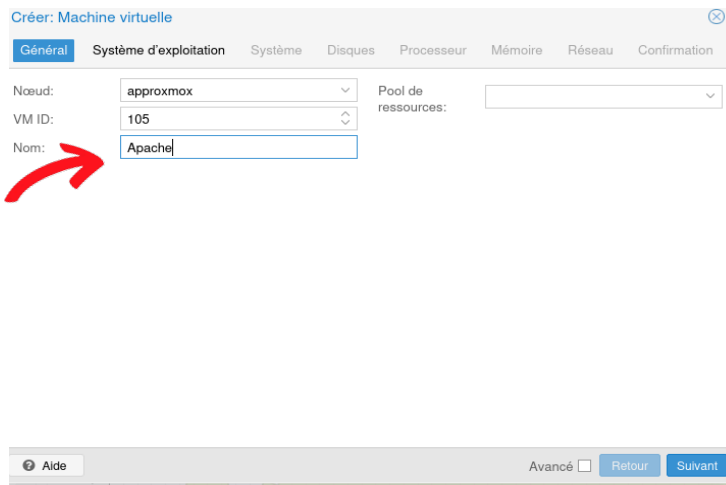 Créer: Machine virtuelle
Général Système d'exploitation Système Disques Processeur Mémoire Réseau Confirmation
Nœud: approxmox
Pool de ressources:
VM ID: 105
Nom: Apache
Aide Avancé Retour Suivant